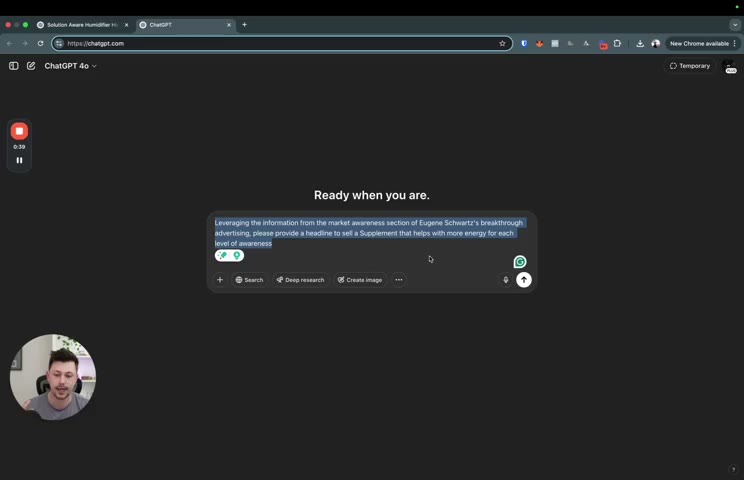 Solution Aware Humidifier H
ChatGPT
https://chatgpt.com
New Chrome available
ChatGPT 4o
Temporary
PLUS
0:39
Ready when you are.
Leveraging the information from the market awareness section of Eugene Schwartz's breakthrough
advertising, please provide a headline to sell a Supplement that helps with more energy for each
level of awareness
Search
Deep research
Create image
?